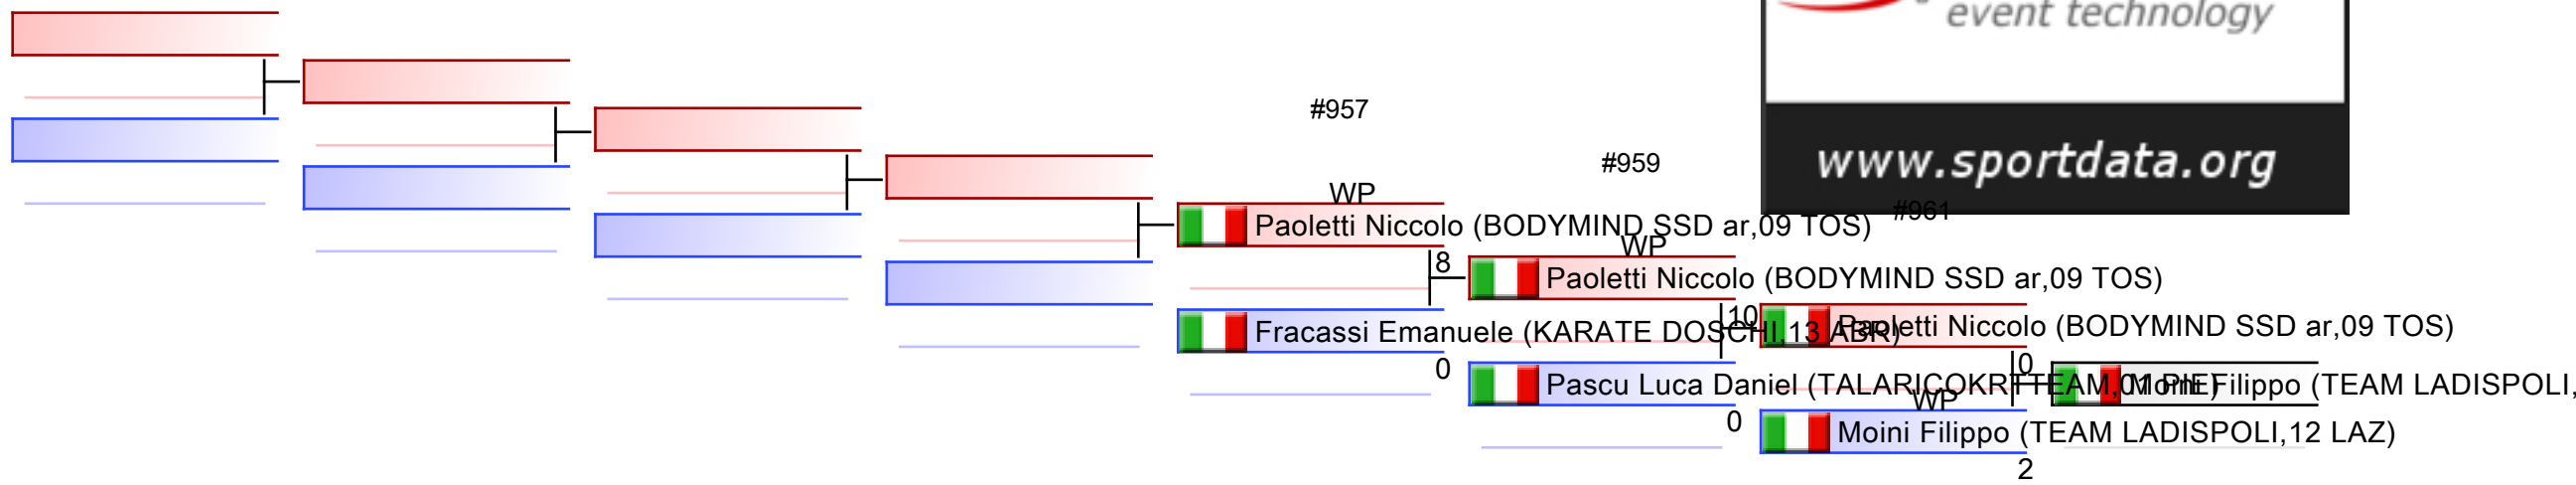 event technology
www.sportdata.org
#957
#959
#961
WP
Paoletti Niccolo (BODYMIND SSD ar,09 TOS)
8
Fracassi Emanuele (KARATE DOSCHI,13 ABR)
0
WP
Paoletti Niccolo (BODYMIND SSD ar,09 TOS)
10
Pascu Luca Daniel (TALARICOKRTTEAM,01 PIE)
0
Paoletti Niccolo (BODYMIND SSD ar,09 TOS)
0
WP
Moini Filippo (TEAM LADISPOLI,12 LAZ)
2
Moini Filippo (TEAM LADISPOLI,